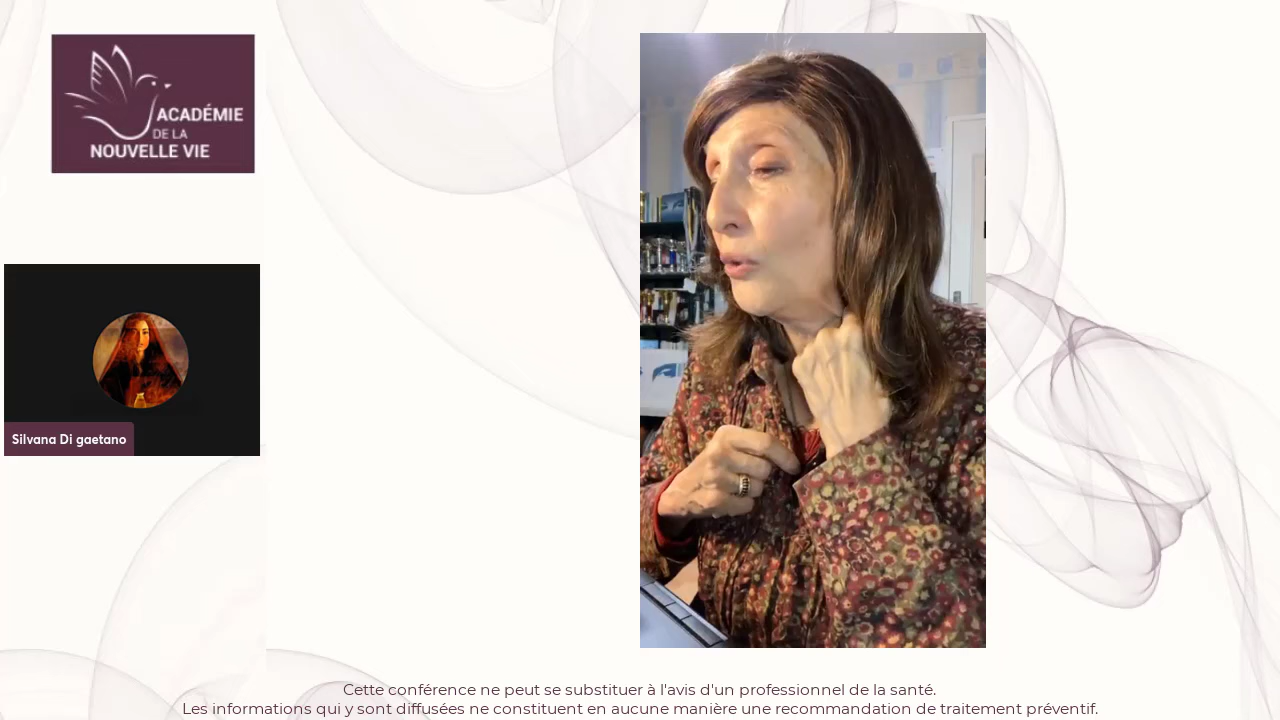 ACADÉMIE
DE LA
NOUVELLE VIE
Silvana Di gaetano
Cette conférence ne peut se substituer à l'avis d'un professionnel de la santé.
Les informations qui y sont diffusées ne constituent en aucune manière une recommandation de traitement préventif.